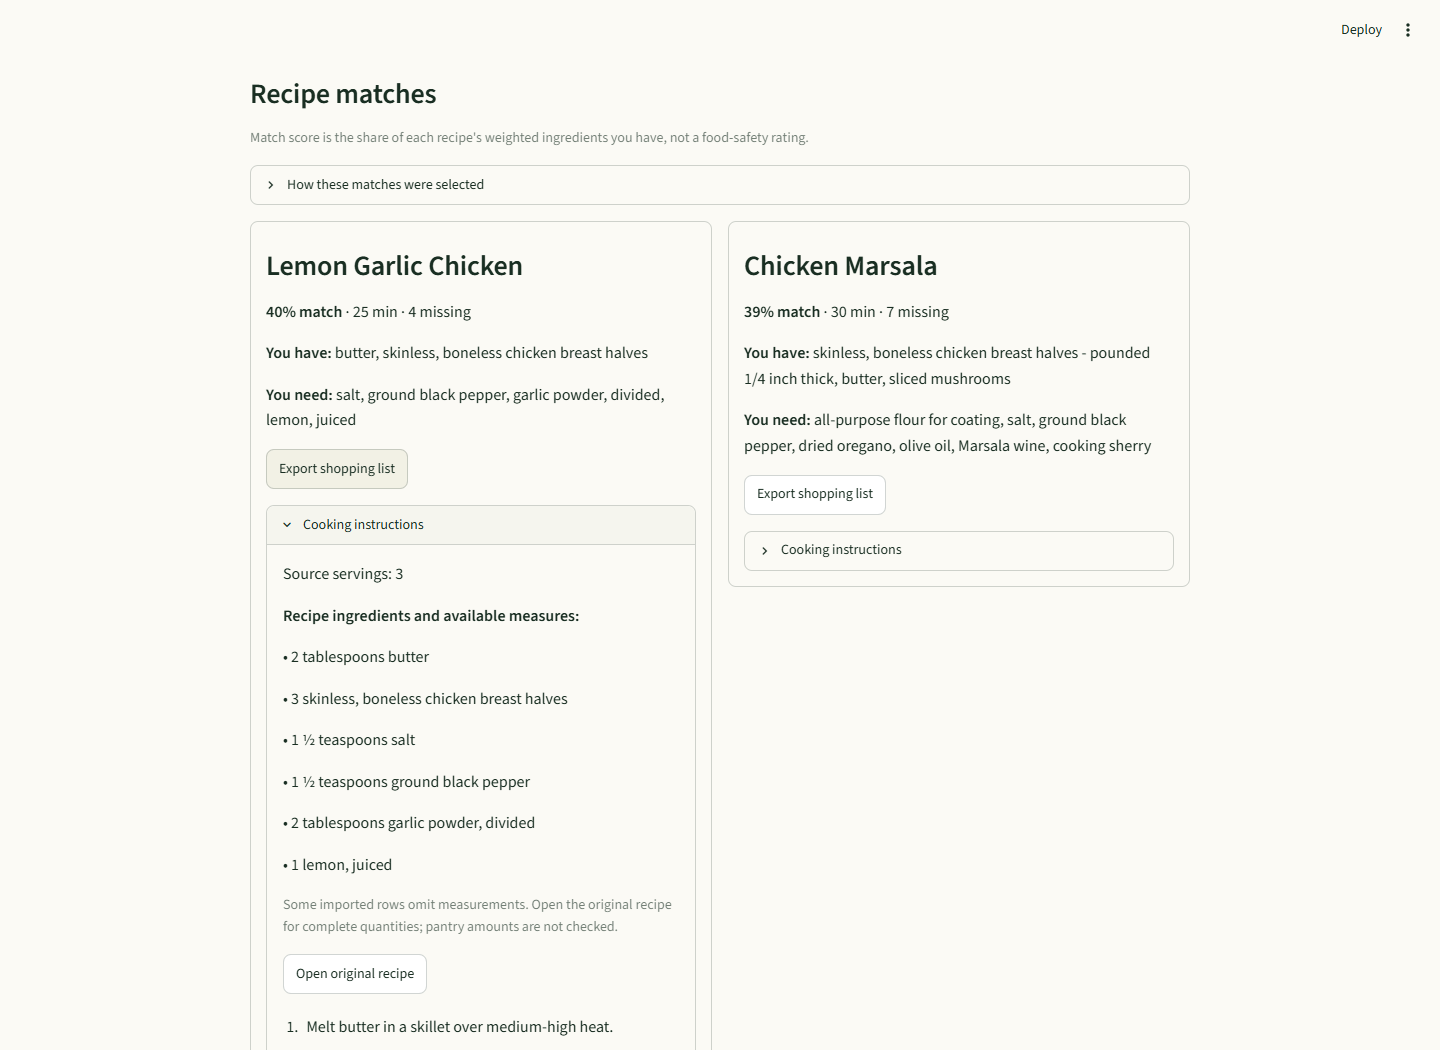 Deploy
Recipe matches
Match score is the share of each recipe's weighted ingredients you have, not a food-safety rating.
How these matches were selected
Lemon Garlic Chicken
40% match · 25 min · 4 missing
You have: butter, skinless, boneless chicken breast halves
You need: salt, ground black pepper, garlic powder, divided,
lemon, juiced
Export shopping list
Cooking instructions
Source servings: 3
Recipe ingredients and available measures:
• 2 tablespoons butter
• 3 skinless, boneless chicken breast halves
• 1 ½ teaspoons salt
• 1 ½ teaspoons ground black pepper
• 2 tablespoons garlic powder, divided
• 1 lemon, juiced
Some imported rows omit measurements. Open the original recipe
for complete quantities; pantry amounts are not checked.
Open original recipe
1. Melt butter in a skillet over medium-high heat.
Chicken Marsala
39% match · 30 min · 7 missing
You have: skinless, boneless chicken breast halves - pounded
1/4 inch thick, butter, sliced mushrooms
You need: all-purpose flour for coating, salt, ground black
pepper, dried oregano, olive oil, Marsala wine, cooking sherry
Export shopping list
Cooking instructions